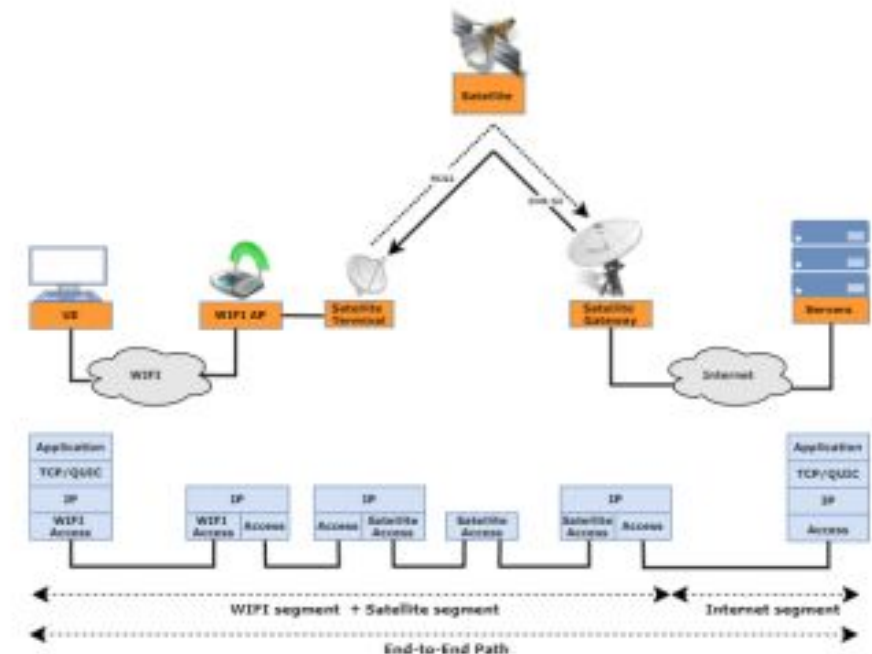 Satellite
UE
WIFI AP
Satellite
Terminal
Satellite
Gateway
Servers
WIFI
Internet
Application
TCP/QUIC
IP
WIFI
Access
IP
WIFI
Access
Access
IP
Access
Satellite
Access
Satellite
Access
IP
Satellite
Access
Access
Application
TCP/QUIC
IP
Access
WIFI segment + Satellite segment
Internet segment
End-to-End Path